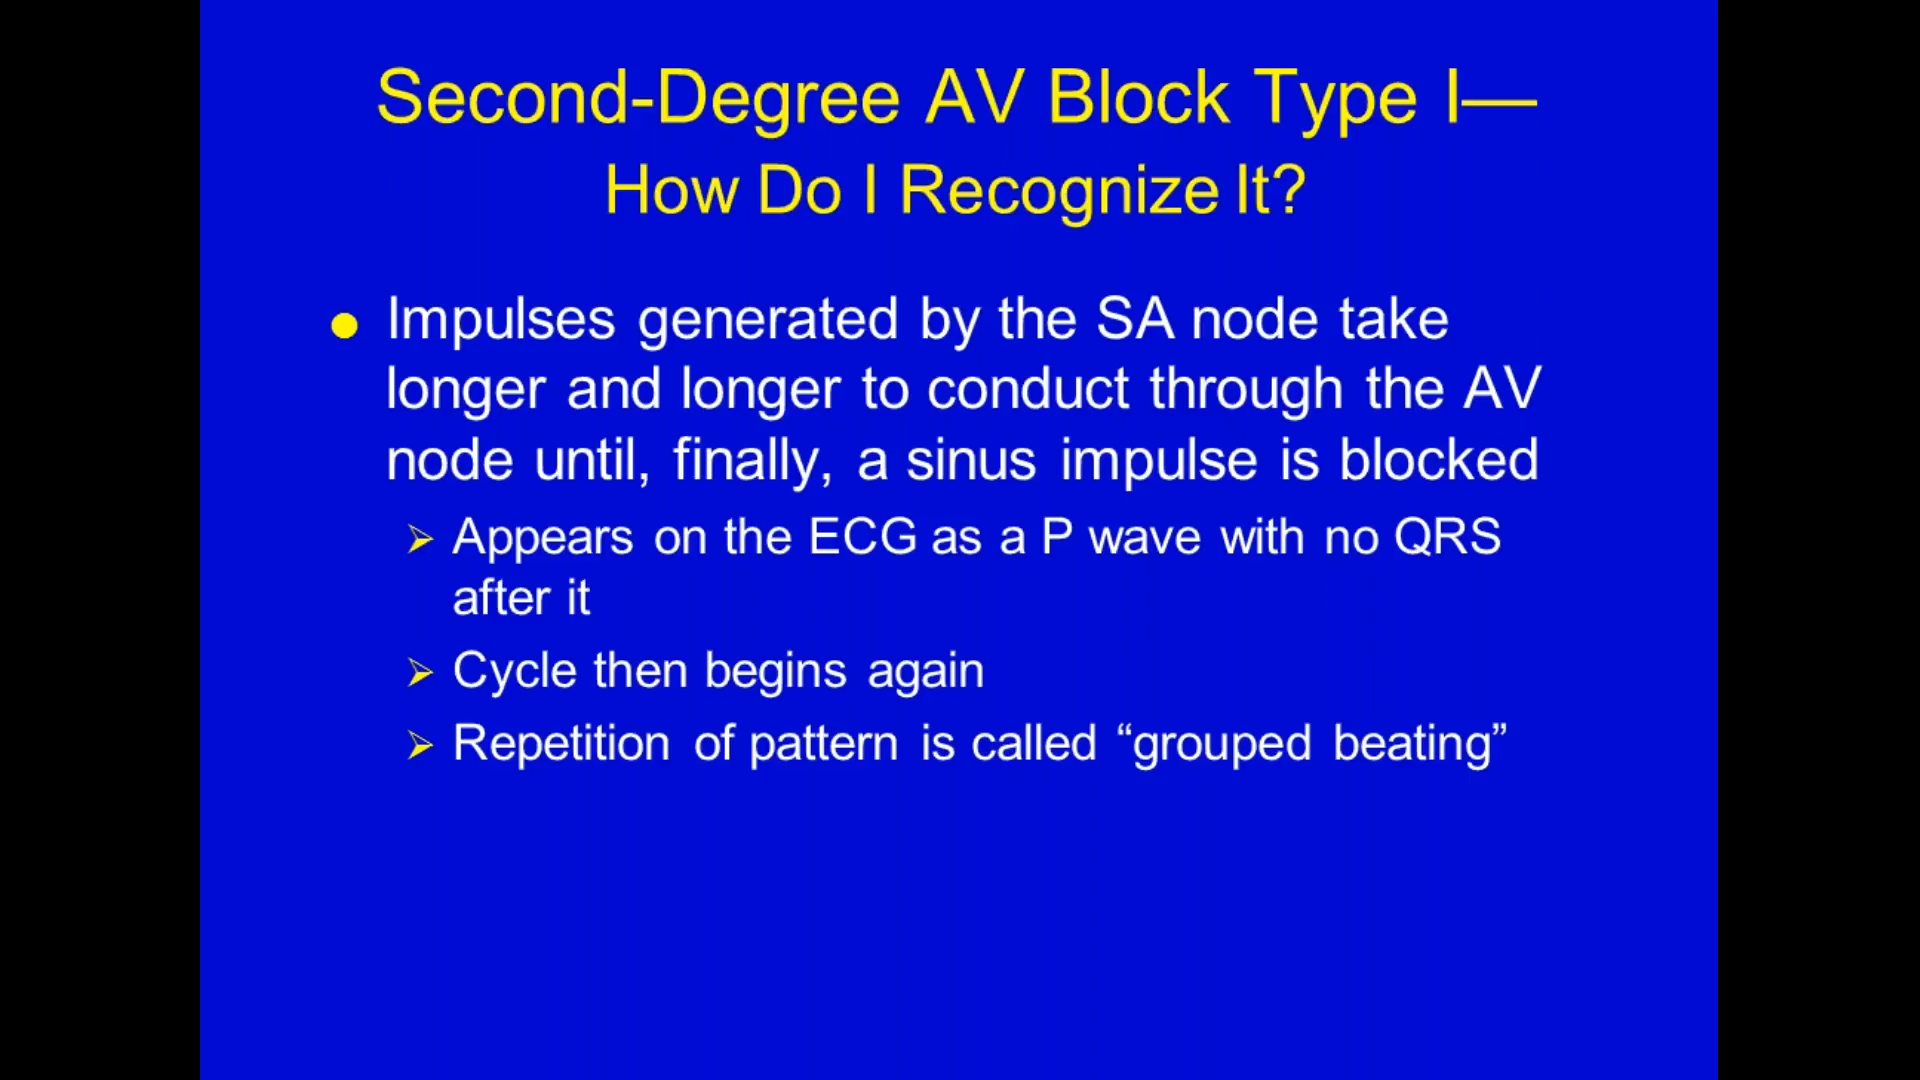 Second-Degree AV Block Type I—
How Do I Recognize It?
Impulses generated by the SA node take
longer and longer to conduct through the AV
node until, finally, a sinus impulse is blocked
Appears on the ECG as a P wave with no QRS
after it
Cycle then begins again
Repetition of pattern is called “grouped beating”